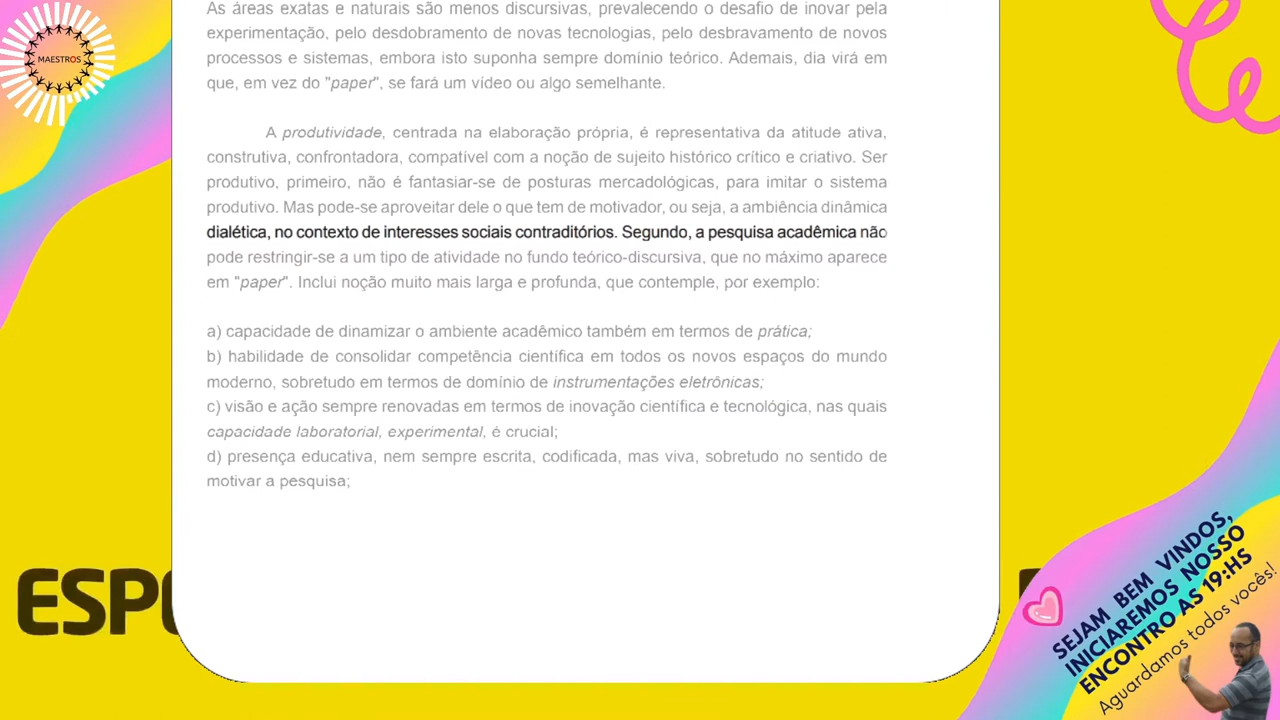 MAESTROS
As áreas exatas e naturais são menos discursivas, prevalecendo o desafio de inovar pela
experimentação, pelo desdobramento de novas tecnologias, pelo desbravamento de novos
processos e sistemas, embora isto suponha sempre domínio teórico. Ademais, dia virá em
que, em vez do "paper", se fará um vídeo ou algo semelhante.
A produtividade, centrada na elaboração própria, é representativa da atitude ativa,
construtiva, confrontadora, compatível com a noção de sujeito histórico crítico e criativo. Ser
produtivo, primeiro, não é fantasiar-se de posturas mercadológicas, para imitar o sistema
produtivo. Mas pode-se aproveitar dele o que tem de motivador, ou seja, a ambiência dinâmica
dialética, no contexto de interesses sociais contraditórios. Segundo, a pesquisa acadêmica não
pode restringir-se a um tipo de atividade no fundo teórico-discursiva, que no máximo aparece
em "paper". Inclui noção muito mais larga e profunda, que contemple, por exemplo:
a) capacidade de dinamizar o ambiente acadêmico também em termos de prática;
b) habilidade de consolidar competência científica em todos os novos espaços do mundo
moderno, sobretudo em termos de domínio de instrumentações eletrônicas;
c) visão e ação sempre renovadas em termos de inovação científica e tecnológica, nas quais
capacidade laboratorial, experimental, é crucial;
d) presença educativa, nem sempre escrita, codificada, mas viva, sobretudo no sentido de
motivar a pesquisa;
ESP
SEJAM BEM VINDOS,
INICIAREMOS NOSSO
ENCONTRO AS 19:HS
Aguardamos todos vocês!